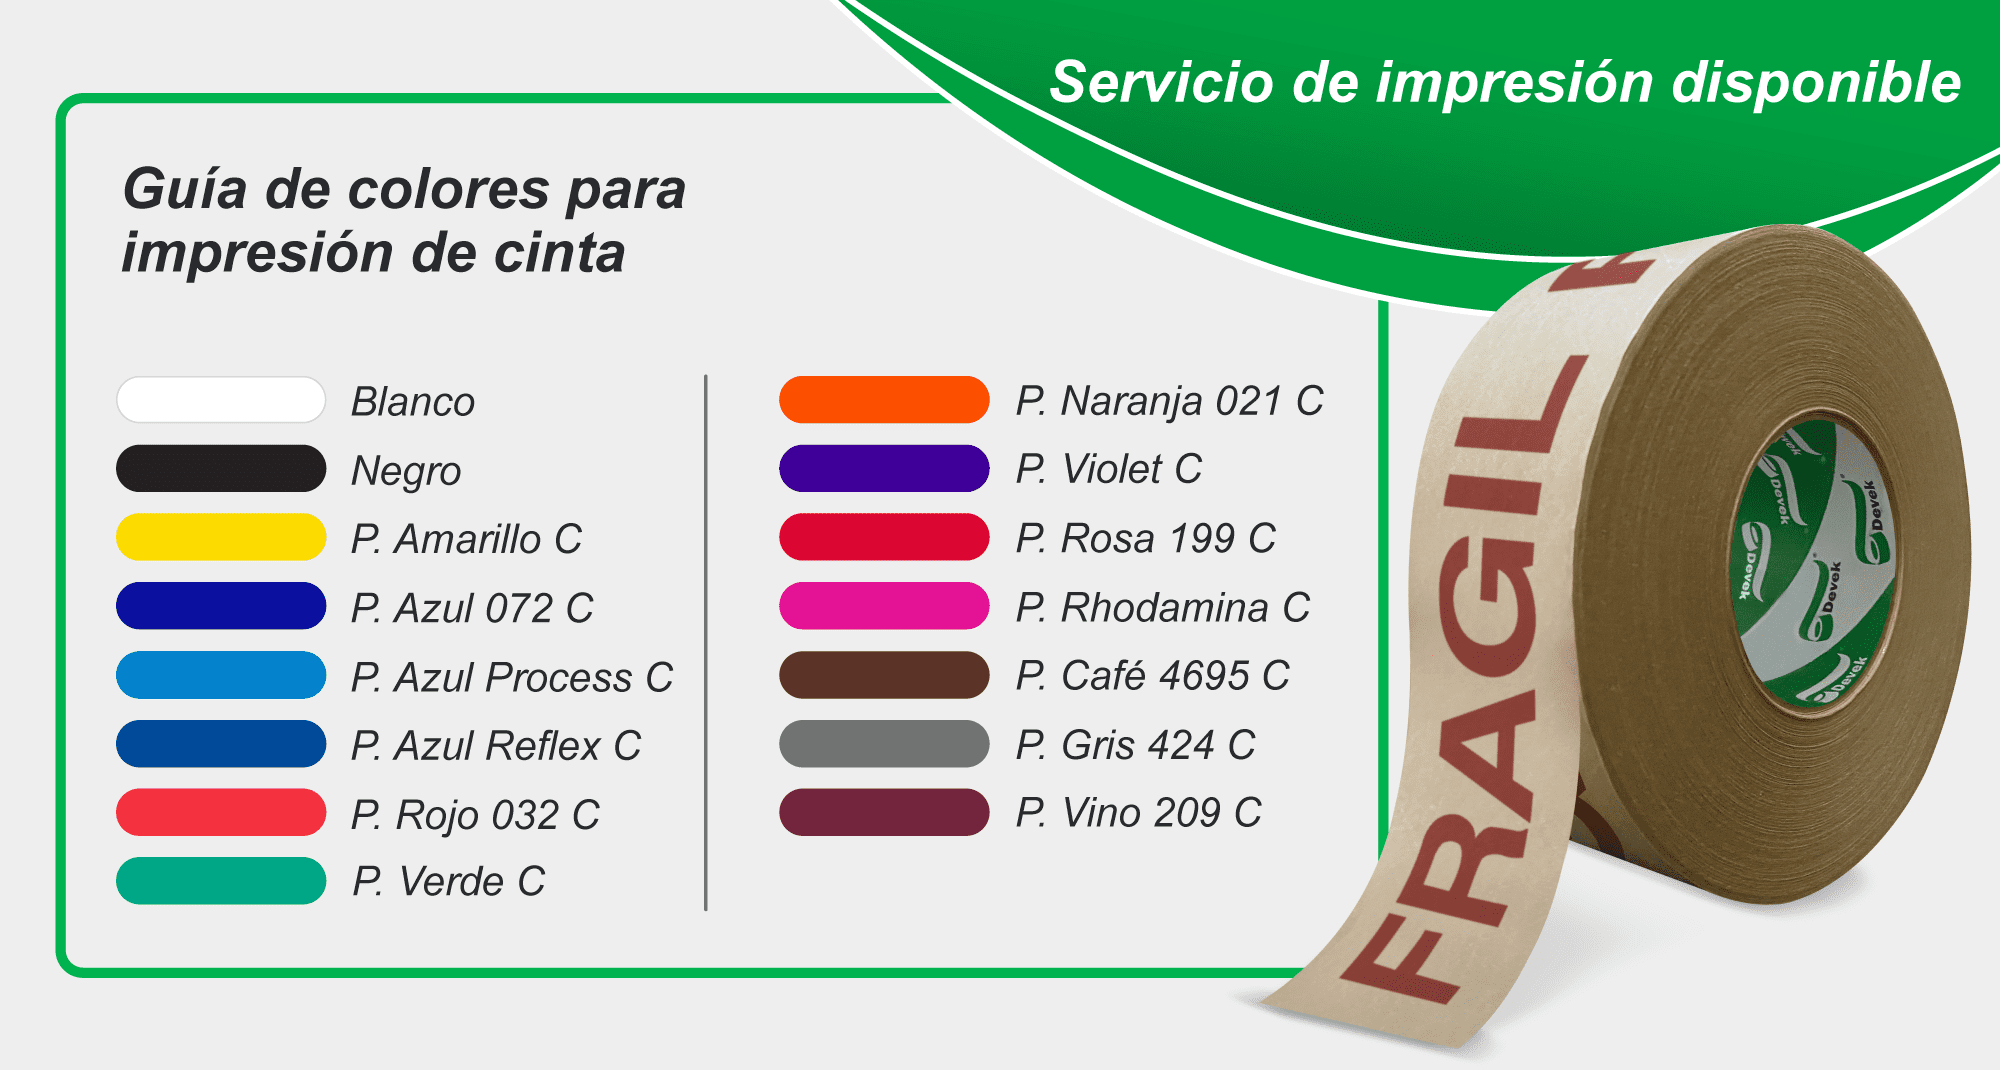 Servicio de impresión disponible
Guía de colores para
impresión de cinta
Blanco
Negro
P. Amarillo C
P. Azul 072 C
P. Azul Process C
P. Azul Reflex C
P. Rojo 032 C
P. Verde C
P. Naranja 021 C
P. Violet C
P. Rosa 199 C
P. Rhodamina C
P. Café 4695 C
P. Gris 424 C
P. Vino 209 C
FRAGIL F
Devek
Devek
Devek
Devek
Devek